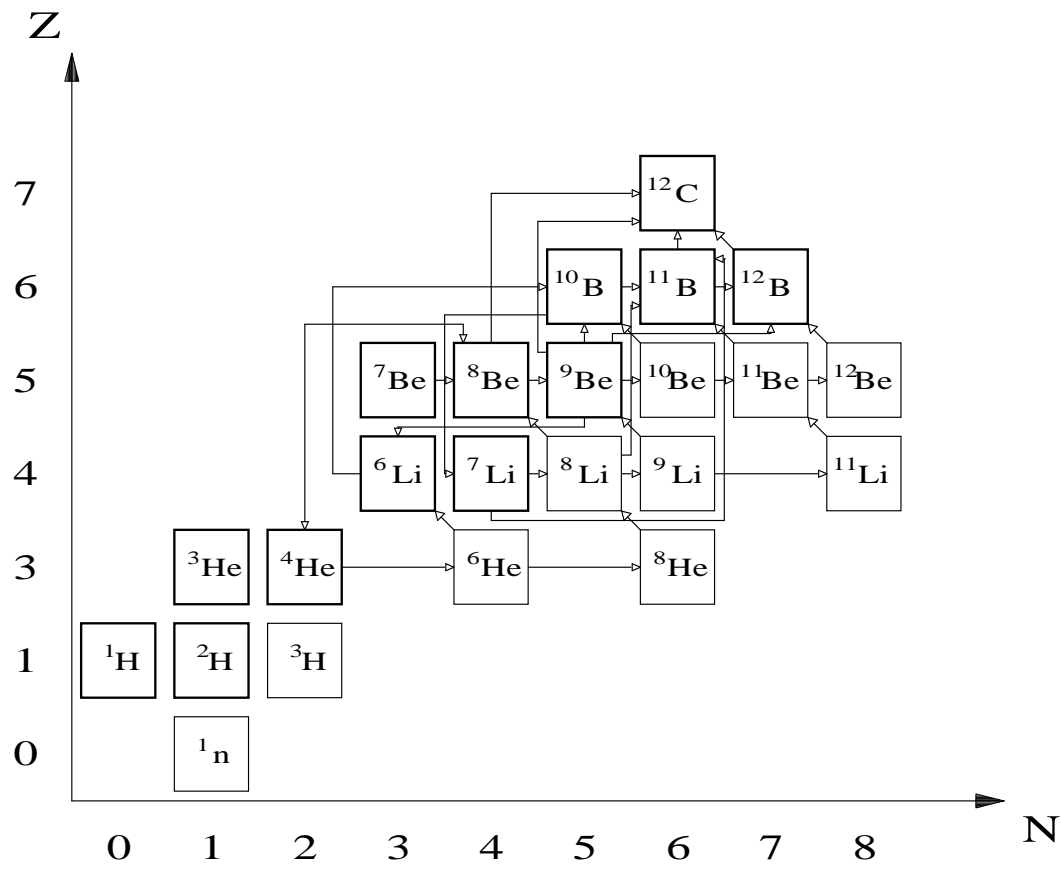 Z
7 ¹²C
6 ¹⁰B ¹¹B ¹²B
5 ⁷Be ⁸Be ⁹Be ¹⁰Be ¹¹Be ¹²Be
4 ⁶Li ⁷Li ⁸Li ⁹Li ¹¹Li
3 ³He ⁴He ⁶He ⁸He
1 ¹H ²H ³H
0 ¹n
N
0 1 2 3 4 5 6 7 8